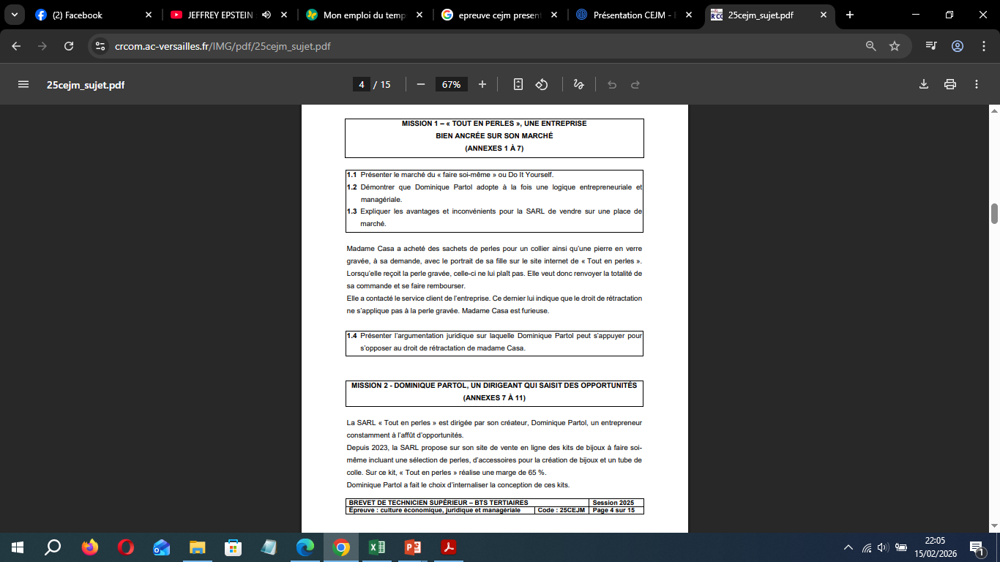 (2) Facebook
JEFFREY EPSTEIN
Mon emploi du temp
epreuve cejm presen
Présentation CEJM - E
25cejm_sujet.pdf
crcom.ac-versailles.fr/IMG/pdf/25cejm_sujet.pdf
25cejm_sujet.pdf
4 / 15
67%
MISSION 1 – « TOUT EN PERLES », UNE ENTREPRISE
BIEN ANCRÉE SUR SON MARCHÉ
(ANNEXES 1 À 7)
1.1 Présenter le marché du « faire soi-même » ou Do It Yourself.
1.2 Démontrer que Dominique Partol adopte à la fois une logique entrepreneuriale et
managériale.
1.3 Expliquer les avantages et inconvénients pour la SARL de vendre sur une place de
marché.
Madame Casa a acheté des sachets de perles pour un collier ainsi qu'une pierre en verre
gravée, à sa demande, avec le portrait de sa fille sur le site internet de « Tout en perles ».
Lorsqu'elle reçoit la perle gravée, celle-ci ne lui plaît pas. Elle veut donc renvoyer la totalité de
sa commande et se faire rembourser.
Elle a contacté le service client de l'entreprise. Ce dernier lui indique que le droit de rétractation
ne s'applique pas à la perle gravée. Madame Casa est furieuse.
1.4 Présenter l'argumentation juridique sur laquelle Dominique Partol peut s'appuyer pour
s'opposer au droit de rétractation de madame Casa.
MISSION 2 - DOMINIQUE PARTOL, UN DIRIGEANT QUI SAISIT DES OPPORTUNITÉS
(ANNEXES 7 À 11)
La SARL « Tout en perles » est dirigée par son créateur, Dominique Partol, un entrepreneur
constamment à l'affût d'opportunités.
Depuis 2023, la SARL propose sur son site de vente en ligne des kits de bijoux à faire soi-
même incluant une sélection de perles, d'accessoires pour la création de bijoux et un tube de
colle. Sur ce kit, « Tout en perles » réalise une marge de 65 %.
Dominique Partol a fait le choix d'internaliser la conception de ces kits.
BREVET DE TECHNICIEN SUPÉRIEUR – BTS TERTIAIRES Session 2025
Épreuve : culture économique, juridique et managériale Code : 25CEJM Page 4 sur 15
22:05
15/02/2026
1